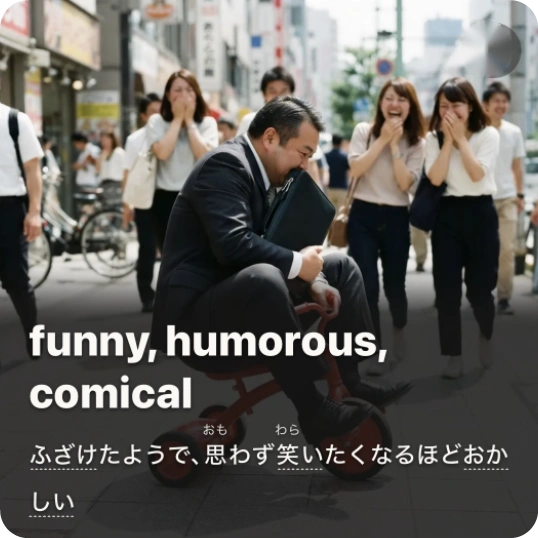 funny, humorous,
comical
ふざけたようで、思わず笑いたくなるほどおか
おも
わら
しい